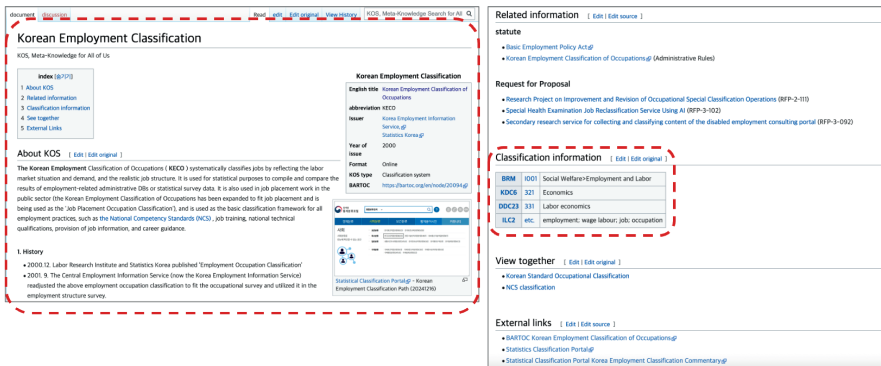 document discussion
Read edit Edit original View History KOS, Meta-Knowledge Search for All
Korean Employment Classification
KOS, Meta-Knowledge for All of Us
index [숨기기]
1 About KOS
2 Related information
3 Classification information
4 See together
5 External Links
Korean Employment Classification
English title Korean Employment Classification of Occupations
abbreviation KECO
Issuer Korea Employment Information Service,
Statistics Korea
Year of issue 2000
Format Online
KOS type Classification system
BARTOC https://bartoc.org/en/node/20094
About KOS [ Edit | Edit original ]
The Korean Employment Classification of Occupations ( KECO ) systematically classifies jobs by reflecting the labor
market situation and demand, and the realistic job structure. It is used for statistical purposes to compile and compare the
results of employment-related administrative DBs or statistical survey data. It is also used in job placement work in the
public sector (the Korean Employment Classification of Occupations has been expanded to fit job placement and is
being used as the 'Job Placement Occupation Classification'), and is used as the basic classification framework for all
employment practices, such as the National Competency Standards (NCS) , job training, national technical
qualifications, provision of job information, and career guidance.
Statistical Classification Portal - Korean
Employment Classification Path (20241216)
1. History
• 2000.12. Labor Research Institute and Statistics Korea published 'Employment Occupation Classification'
• 2001. 9. The Central Employment Information Service (now the Korea Employment Information Service)
readjusted the above employment occupation classification to fit the occupational survey and utilized it in the
employment structure survey.
Related information [ Edit | Edit source ]
statute
• Basic Employment Policy Act
• Korean Employment Classification of Occupations (Administrative Rules)
Request for Proposal
• Research Project on Improvement and Revision of Occupational Special Classification Operations (RFP-2-111)
• Special Health Examination Job Reclassification Service Using AI (RFP-3-102)
• Secondary research service for collecting and classifying content of the disabled employment consulting portal (RFP-3-092)
Classification information [ Edit | Edit original ]
BRM I001 Social Welfare>Employment and Labor
KDC6 321 Economics
DDC23 331 Labor economics
ILC2 etc. employment; wage labour; job; occupation
View together [ Edit | Edit original ]
• Korean Standard Occupational Classification
• NCS classification
External links [ Edit | Edit source ]
• BARTOC Korean Employment Classification of Occupations
• Statistics Classification Portal
• Statistical Classification Portal Korea Employment Classification Commentary